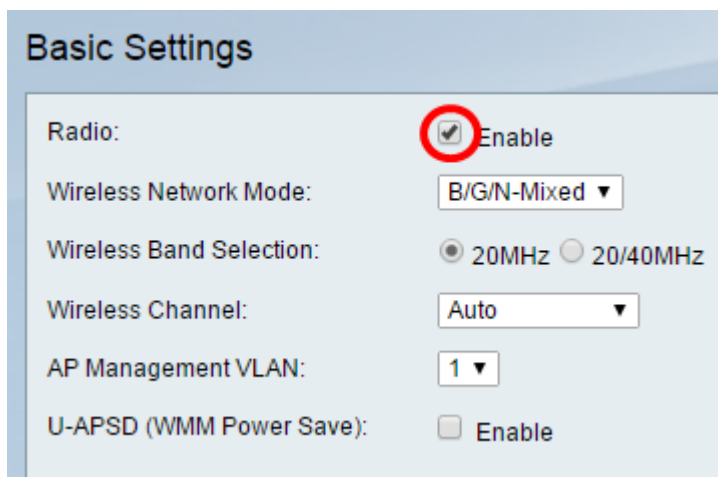 Basic Settings
Radio: Enable
Wireless Network Mode: B/G/N-Mixed
Wireless Band Selection: 20MHz 20/40MHz
Wireless Channel: Auto
AP Management VLAN: 1
U-APSD (WMM Power Save): Enable